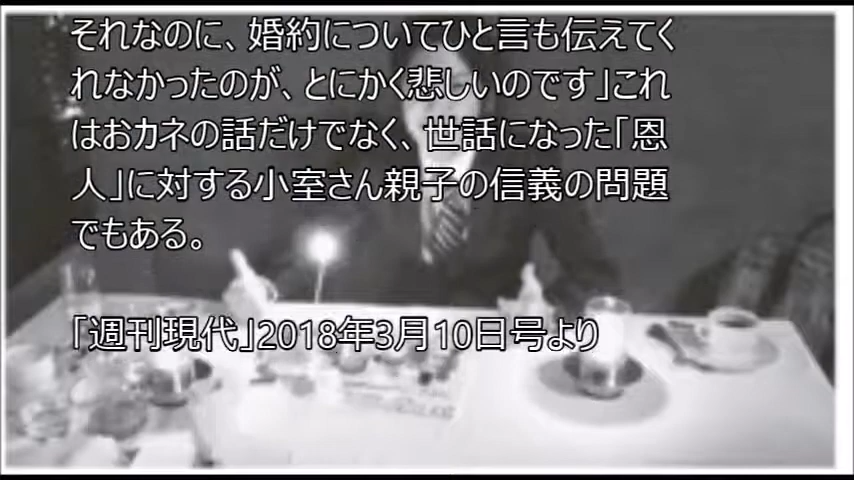 それなのに、婚約についてひと言も伝えてく
れなかったのが、とにかく悲しいのです」これ
はおカネの話だけでなく、世話になった「恩
人」に対する小室さん親子の信義の問題
でもある。
「週刊現代」2018年3月10日号より